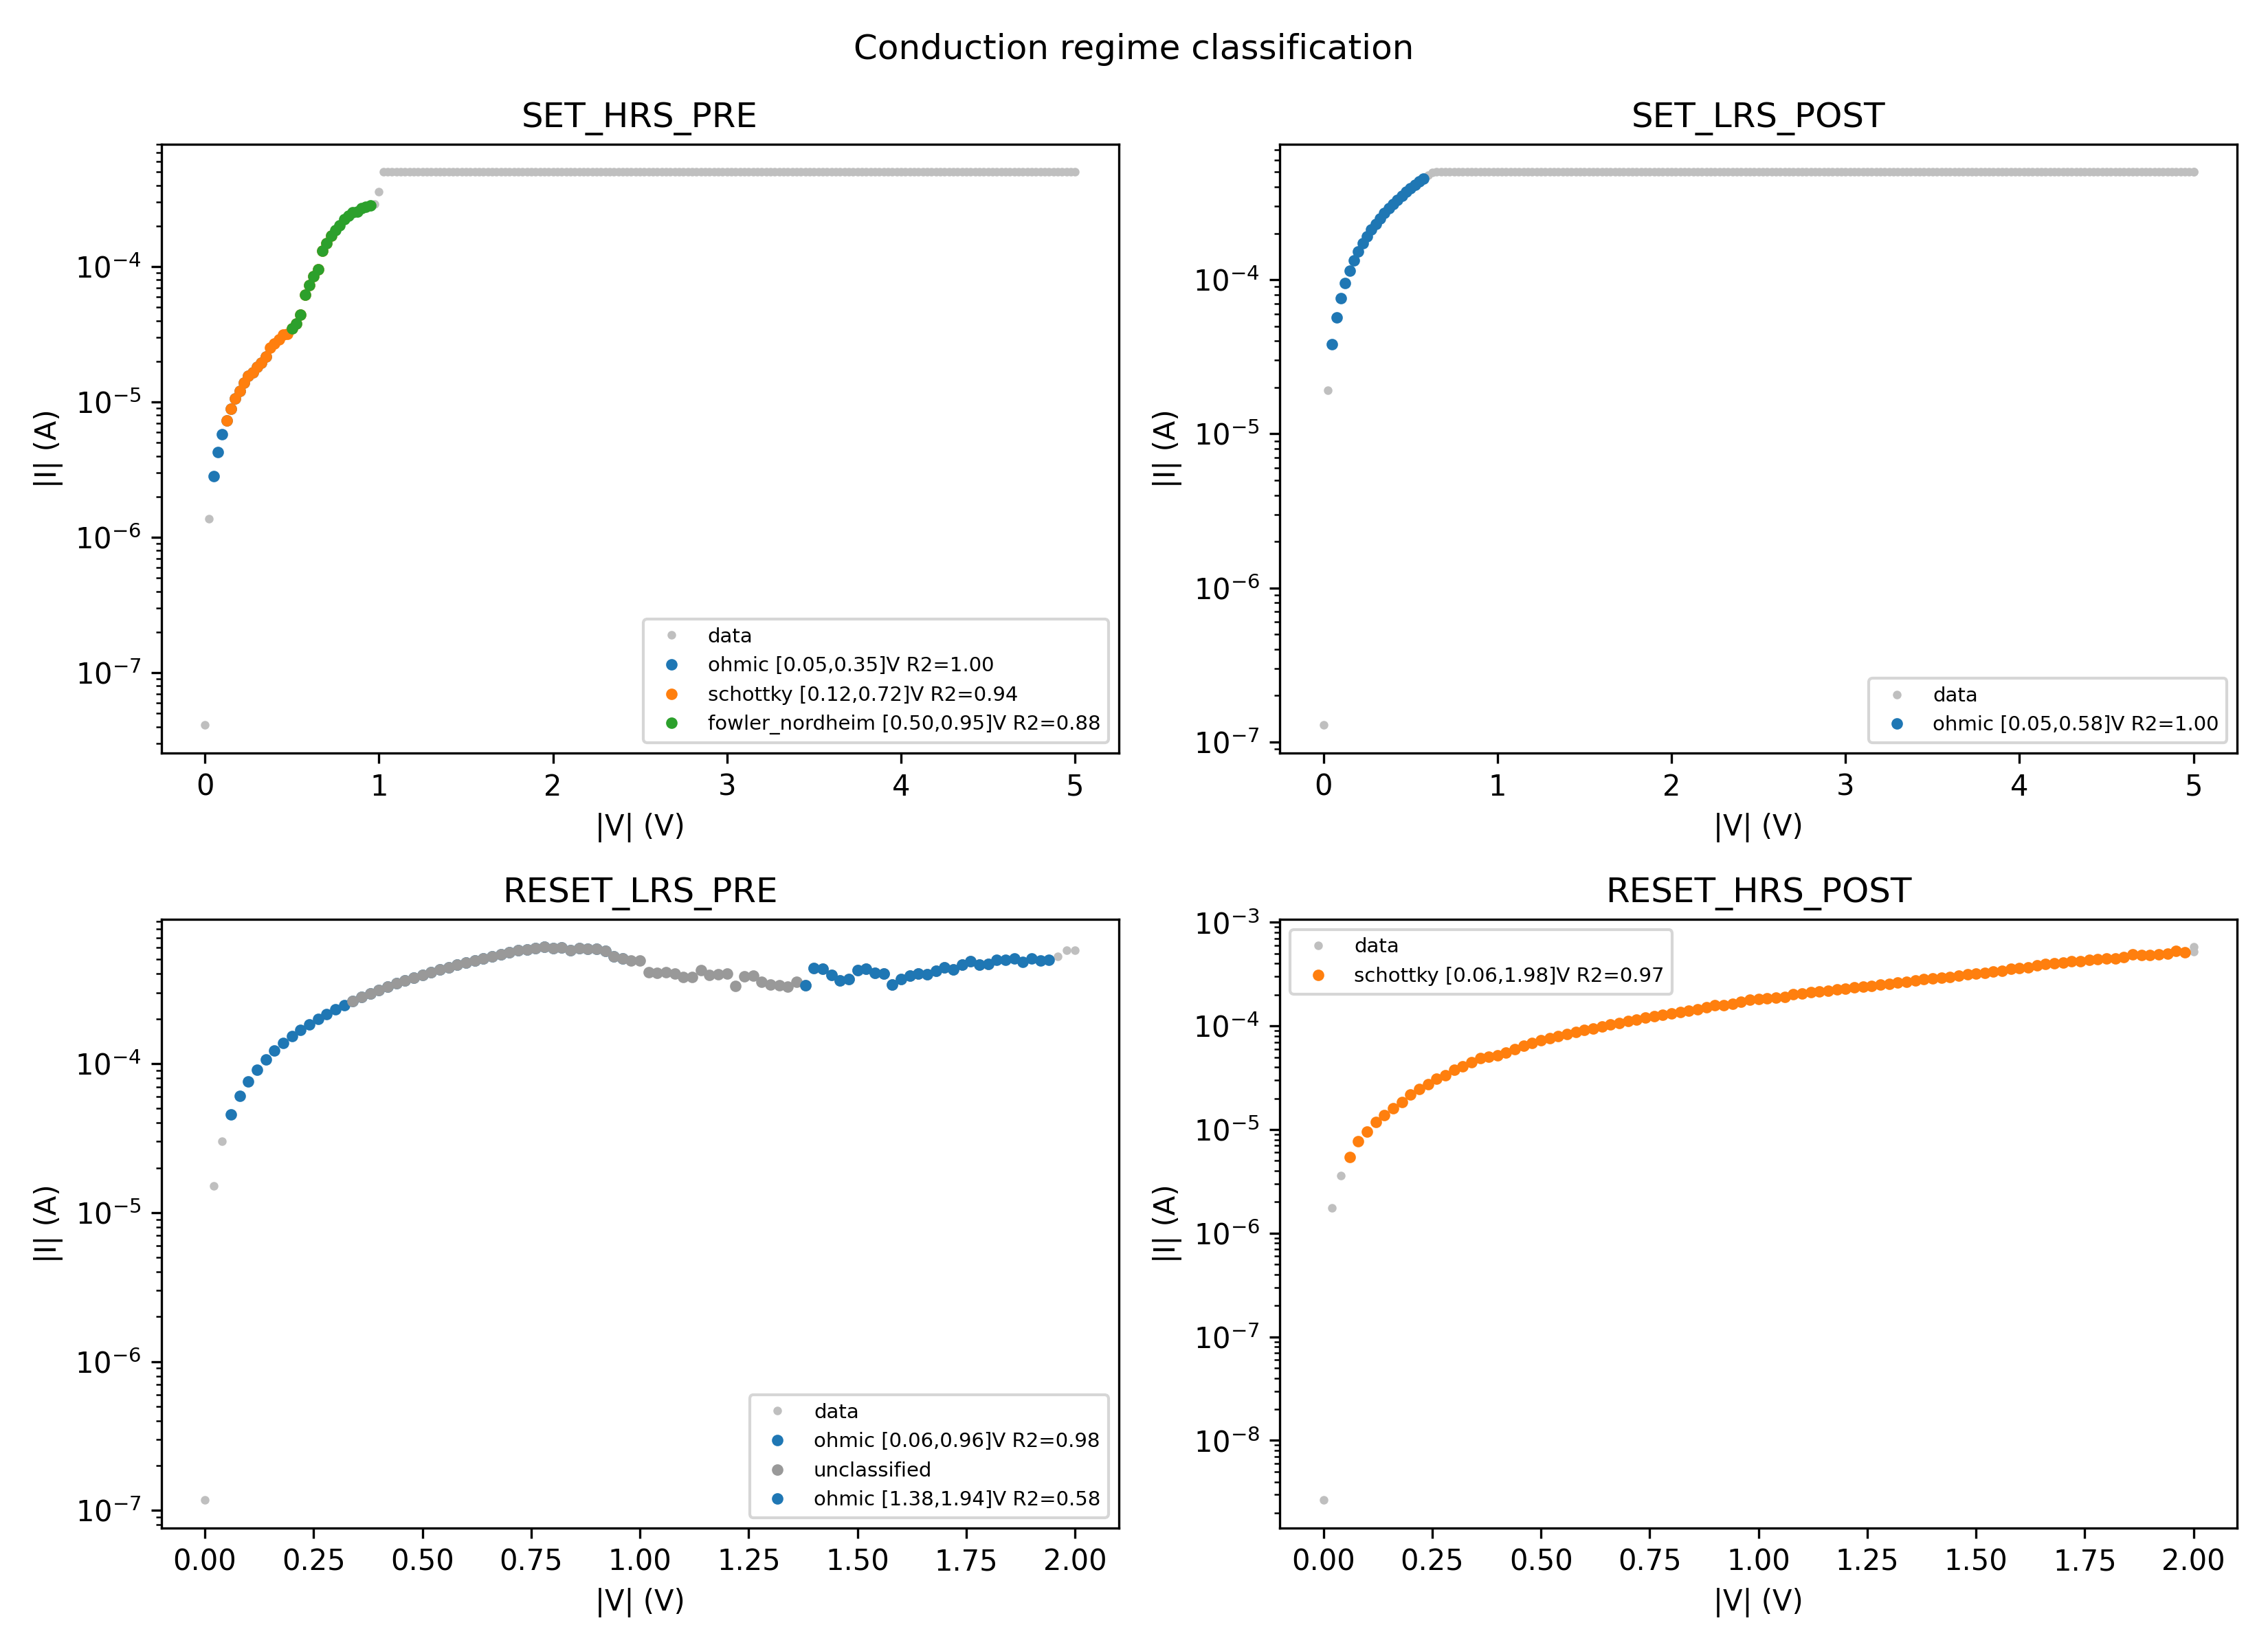 Conduction regime classification
SET_HRS_PRE
|I| (A)
10⁻⁴
10⁻⁵
10⁻⁶
10⁻⁷
data
ohmic [0.05,0.35]V R2=1.00
schottky [0.12,0.72]V R2=0.94
fowler_nordheim [0.50,0.95]V R2=0.88
0 1 2 3 4 5
|V| (V)
SET_LRS_POST
|I| (A)
10⁻⁴
10⁻⁵
10⁻⁶
10⁻⁷
data
ohmic [0.05,0.58]V R2=1.00
0 1 2 3 4 5
|V| (V)
RESET_LRS_PRE
|I| (A)
10⁻⁴
10⁻⁵
10⁻⁶
10⁻⁷
data
ohmic [0.06,0.96]V R2=0.98
unclassified
ohmic [1.38,1.94]V R2=0.58
0.00 0.25 0.50 0.75 1.00 1.25 1.50 1.75 2.00
|V| (V)
RESET_HRS_POST
|I| (A)
10⁻³
10⁻⁴
10⁻⁵
10⁻⁶
10⁻⁷
10⁻⁸
data
schottky [0.06,1.98]V R2=0.97
0.00 0.25 0.50 0.75 1.00 1.25 1.50 1.75 2.00
|V| (V)